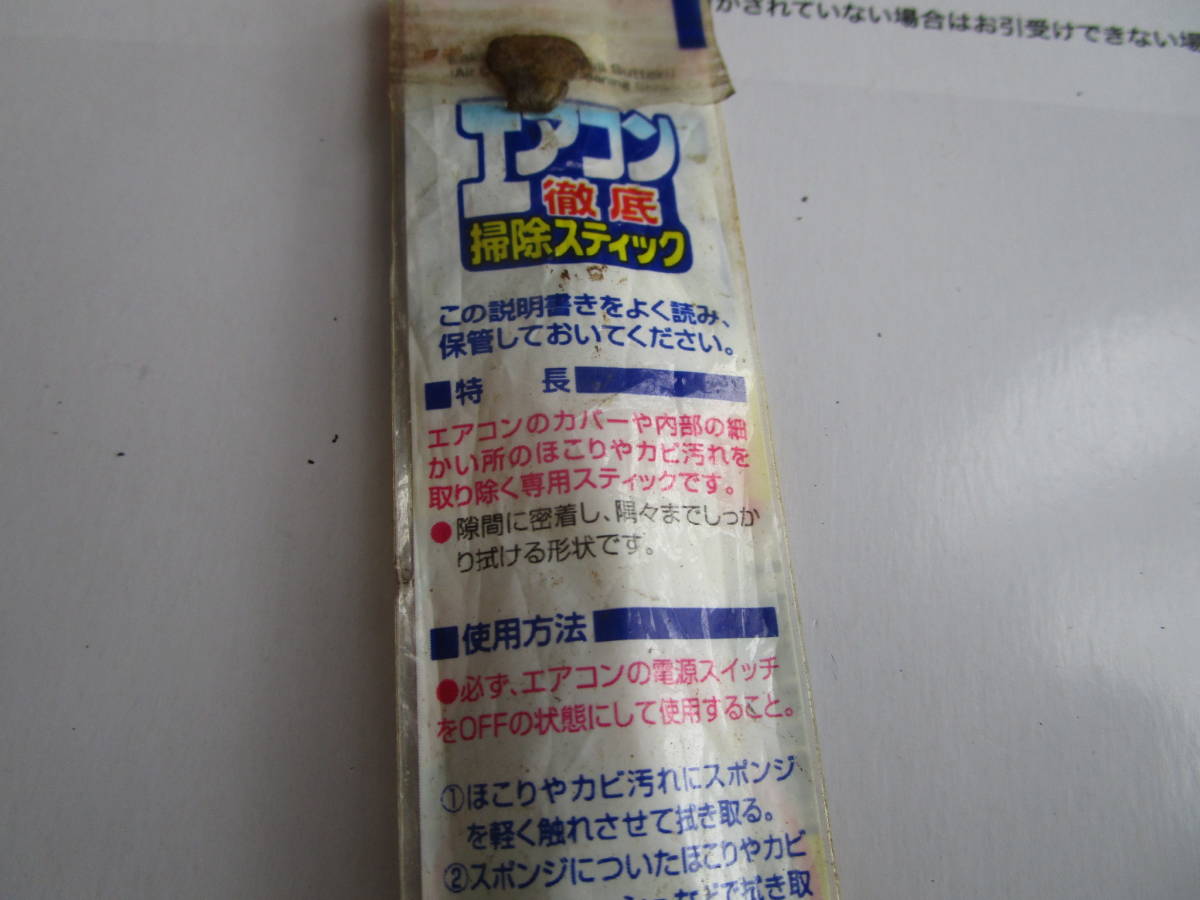 かされていない場合はお引受けできない場
エアコン
徹底
掃除スティック
この説明書きをよく読み、
保管しておいてください。
■特 長
エアコンのカバーや内部の細
かい所のほこりやカビ汚れを
取り除く専用スティックです。
●隙間に密着し、隅々までしっか
り拭ける形状です。
■使用方法
●必ず、エアコンの電源スイッチ
をOFFの状態にして使用すること。
①ほこりやカビ汚れにスポンジ
を軽く触れさせて拭き取る。
②スポンジについたほこりやカビ
などで拭き取